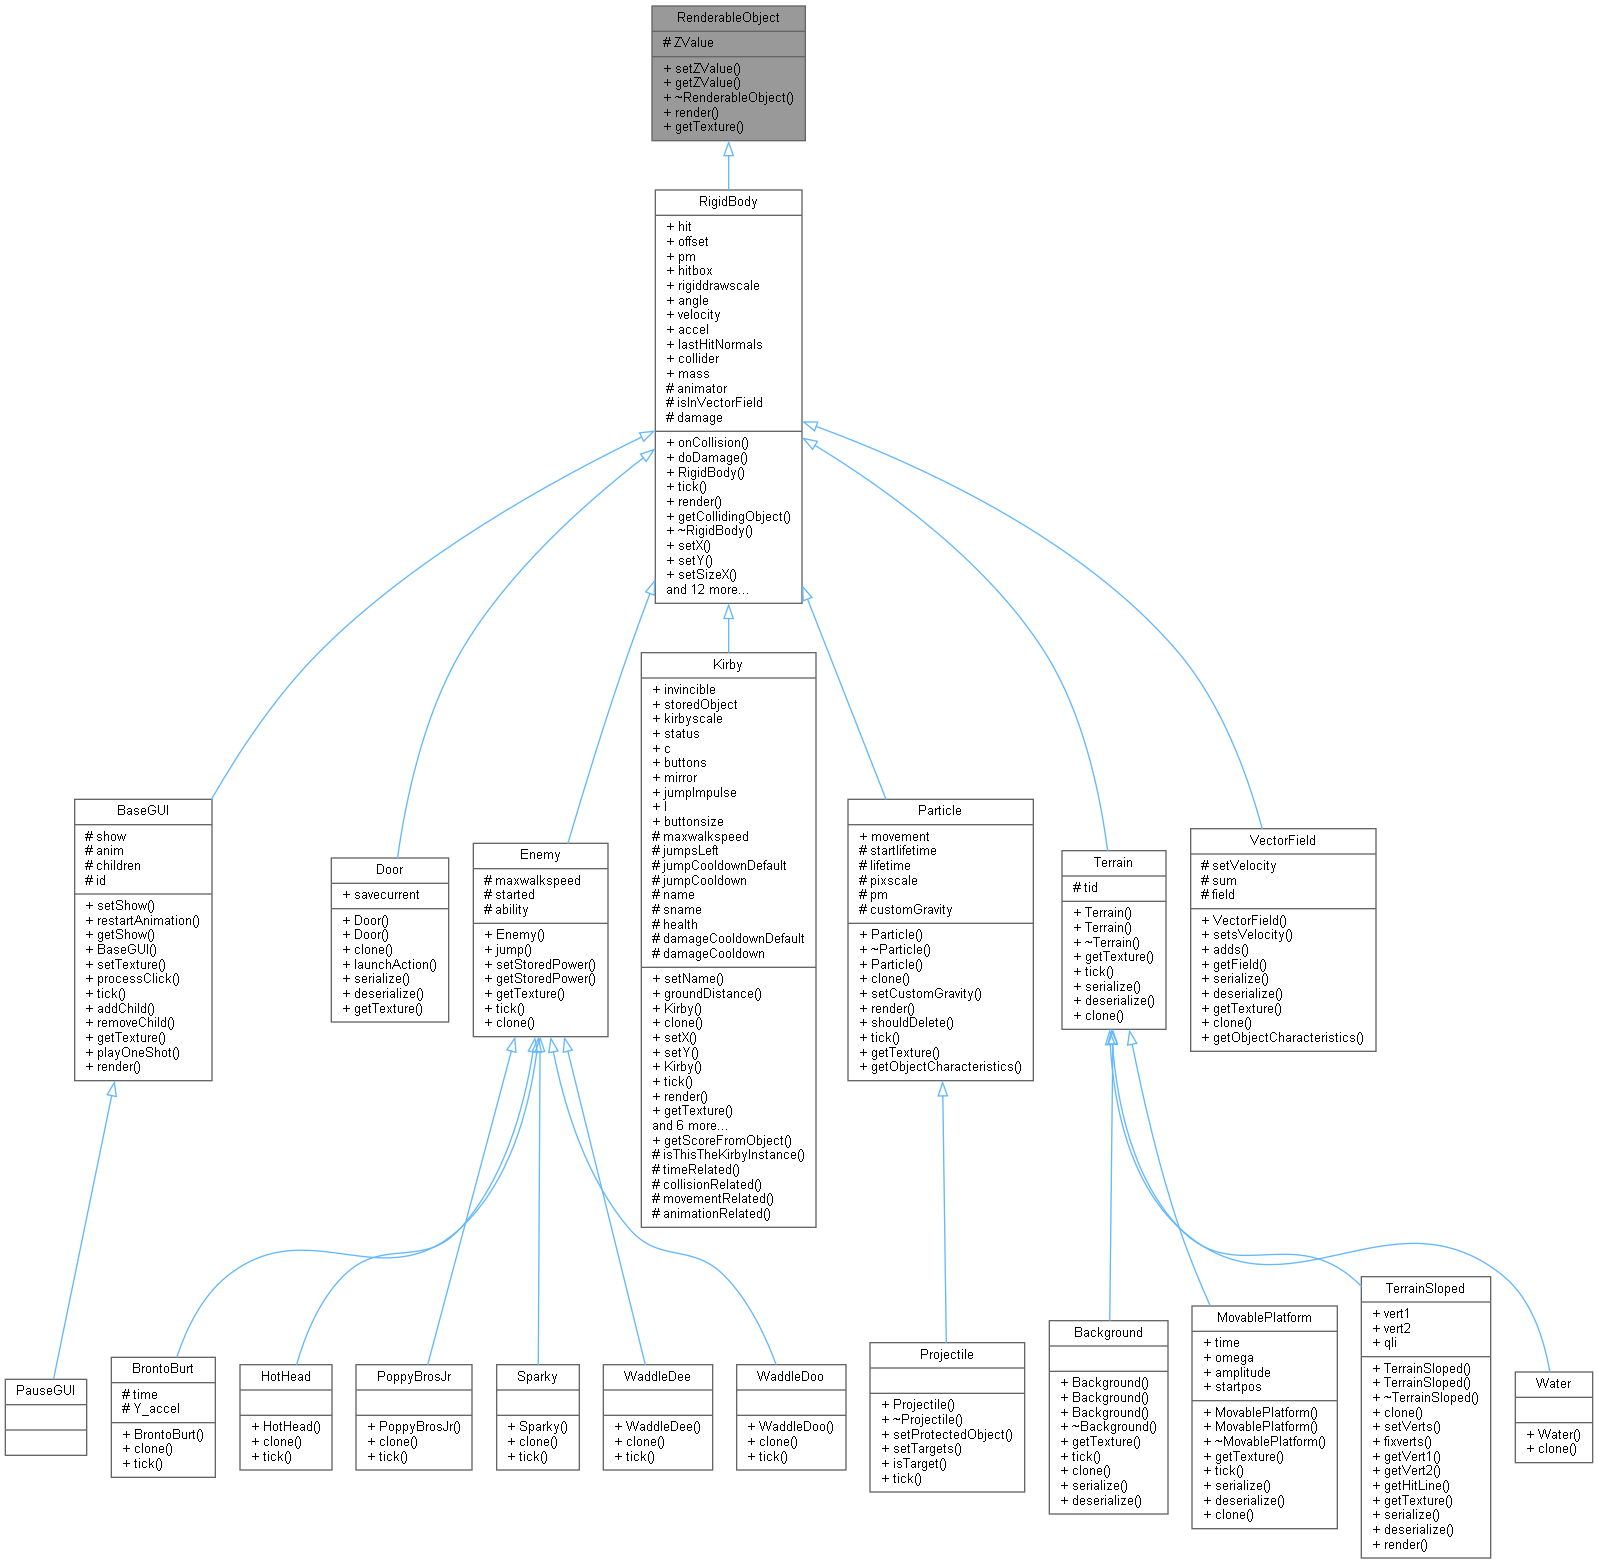 RenderableObject
# ZValue
+ setZValue()
+ getZValue()
+ ~RenderableObject()
+ render()
+ getTexture()
RigidBody
+ hit
+ offset
+ pm
+ hitbox
+ rigiddrawscale
+ angle
+ velocity
+ accel
+ lastHitNormals
+ collider
+ mass
# animator
# isInVectorField
# damage
+ onCollision()
+ doDamage()
+ RigidBody()
+ tick()
+ render()
+ getCollidingObject()
+ ~RigidBody()
+ setX()
+ setY()
+ setSizeX()
and 12 more...
BaseGUI
# show
# anim
# children
# id
+ setShow()
+ restartAnimation()
+ getShow()
+ BaseGUI()
+ setTexture()
+ processClick()
+ tick()
+ addChild()
+ removeChild()
+ getTexture()
+ playOneShot()
+ render()
Door
+ savecurrent
+ Door()
+ Door()
+ clone()
+ launchAction()
+ serialize()
+ deserialize()
+ getTexture()
Enemy
# maxwalkspeed
# started
# ability
+ Enemy()
+ jump()
+ setStoredPower()
+ getStoredPower()
+ getTexture()
+ tick()
+ clone()
Kirby
+ invincible
+ storedObject
+ kirbyscale
+ status
+ c
+ buttons
+ mirror
+ jumpImpulse
+ l
+ buttonsize
# maxwalkspeed
# jumpsLeft
# jumpCooldownDefault
# jumpCooldown
# name
# sname
# health
# damageCooldownDefault
# damageCooldown
+ setName()
+ groundDistance()
+ Kirby()
+ clone()
+ setX()
+ setY()
+ Kirby()
+ tick()
+ render()
+ getTexture()
and 6 more...
+ getScoreFromObject()
# isThisTheKirbyInstance()
# timeRelated()
# collisionRelated()
# movementRelated()
# animationRelated()
Particle
+ movement
# startlifetime
# lifetime
# pixscale
# pm
# customGravity
+ Particle()
+ ~Particle()
+ Particle()
+ clone()
+ setCustomGravity()
+ render()
+ shouldDelete()
+ tick()
+ getTexture()
+ getObjectCharacteristics()
Terrain
# tid
+ Terrain()
+ Terrain()
+ ~Terrain()
+ getTexture()
+ tick()
+ serialize()
+ deserialize()
+ clone()
VectorField
# setVelocity
# sum
# field
+ VectorField()
+ setsVelocity()
+ adds()
+ getField()
+ serialize()
+ deserialize()
+ getTexture()
+ clone()
+ getObjectCharacteristics()
PauseGUI
BrontoBurt
# time
# Y_accel
+ BrontoBurt()
+ clone()
+ tick()
HotHead
+ HotHead()
+ clone()
+ tick()
PoppyBrosJr
+ PoppyBrosJr()
+ clone()
+ tick()
Sparky
+ Sparky()
+ clone()
+ tick()
WaddleDee
+ WaddleDee()
+ clone()
+ tick()
WaddleDoo
+ WaddleDoo()
+ clone()
+ tick()
Projectile
+ Projectile()
+ ~Projectile()
+ setProtectedObject()
+ setTargets()
+ isTarget()
+ tick()
Background
+ Background()
+ Background()
+ Background()
+ ~Background()
+ getTexture()
+ tick()
+ clone()
+ serialize()
+ deserialize()
MovablePlatform
+ time
+ omega
+ amplitude
+ startpos
+ MovablePlatform()
+ MovablePlatform()
+ ~MovablePlatform()
+ getTexture()
+ tick()
+ serialize()
+ deserialize()
+ clone()
TerrainSloped
+ vert1
+ vert2
+ qli
+ TerrainSloped()
+ TerrainSloped()
+ ~TerrainSloped()
+ clone()
+ setVerts()
+ fixverts()
+ getVert1()
+ getVert2()
+ getHitLine()
+ getTexture()
+ serialize()
+ deserialize()
+ render()
Water
+ Water()
+ clone()